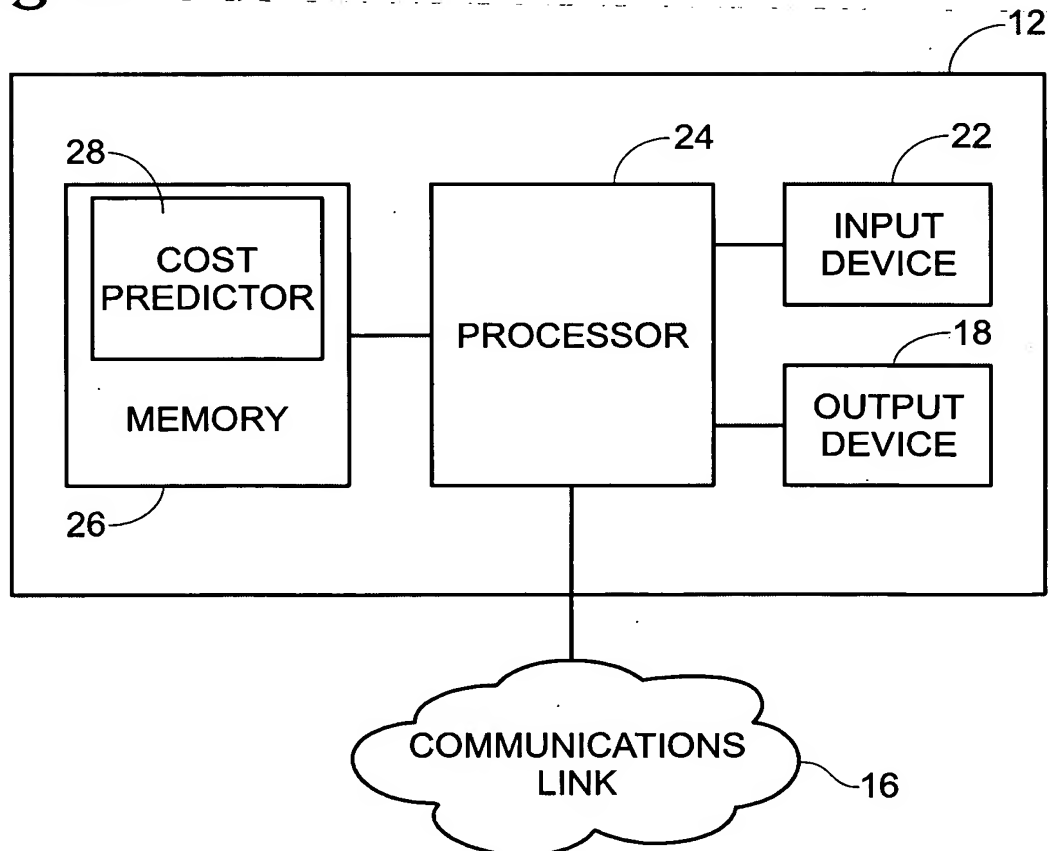 12
28
24
22
COST
PREDICTOR
MEMORY
PROCESSOR
INPUT
DEVICE
18
OUTPUT
DEVICE
26
COMMUNICATIONS
LINK
16